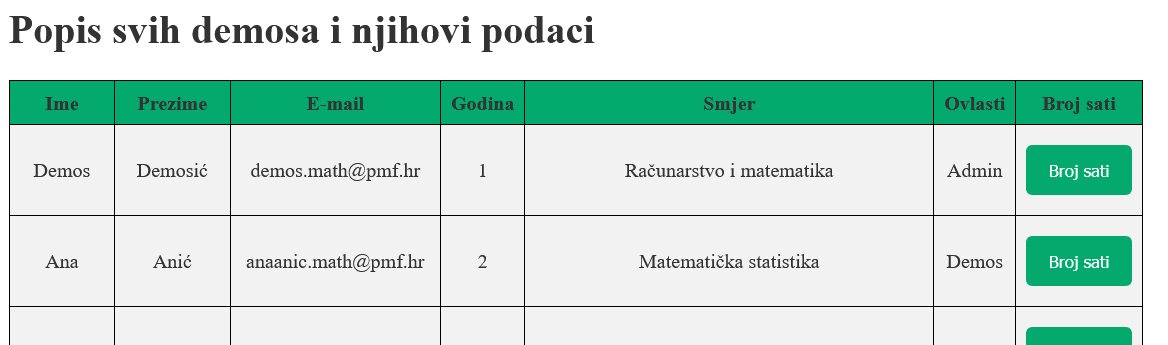 Popis svih demosa i njihovi podaci
Ime Prezime E-mail Godina Smjer Ovlasti Broj sati
Demos Demosić demos.math@pmf.hr 1 Računarstvo i matematika Admin Broj sati
Ana Anić anaanic.math@pmf.hr 2 Matematička statistika Demos Broj sati